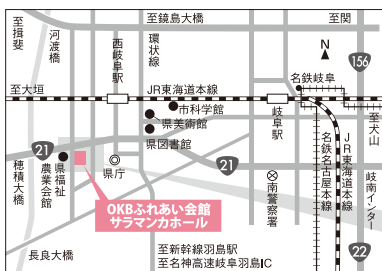 至鏡島大橋
至関
至揖斐
河渡橋
西岐阜駅
環状線
N
156
至大垣
JR東海道本線
名鉄岐阜
市科学館
県美術館
県図書館
岐阜駅
至犬山
21
21
穂積大橋
県福祉
農業会館
県庁
南警察署
名鉄名古屋本線
JR東海道本線
岐南インター
OKBふれあい会館
サラマンカホール
長良大橋
至新幹線羽島駅
至名神高速岐阜羽島IC
22